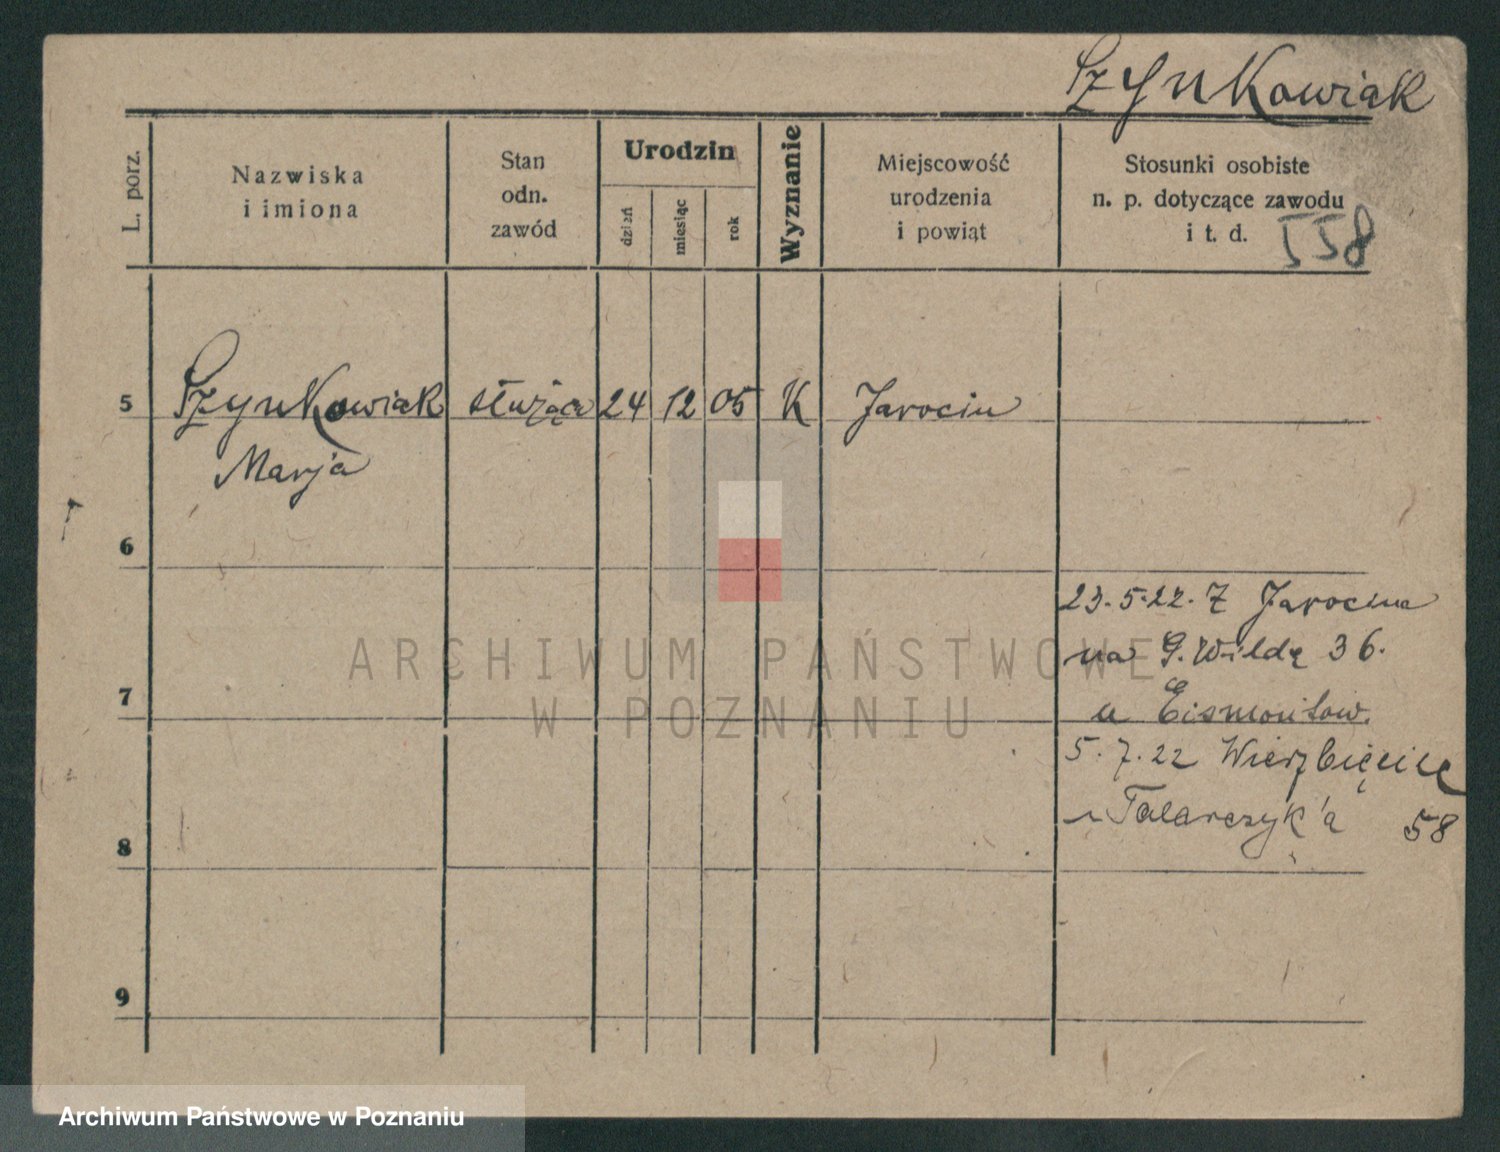 Szynkowiak
L. porz.
Nazwiska
i imiona
Stan
odn.
zawód
Urodzin
dzień
miesiąc
rok
Wyznanie
Miejscowość
urodzenia
i powiat
Stosunki osobiste
n. p. dotyczące zawodu
i t. d.
558
5 Szynkowiak służąca 24 12 05 K Jarocin
Marja
6
23.5.22. Z Jarocina
na G. Wildę 36.
7
u
5.7.22 Wierzbięcice
Talarczyk'a 58
8
9
ARCHIWUM PAŃSTWOWE
W POZNANIU
Archiwum Państwowe w Poznaniu